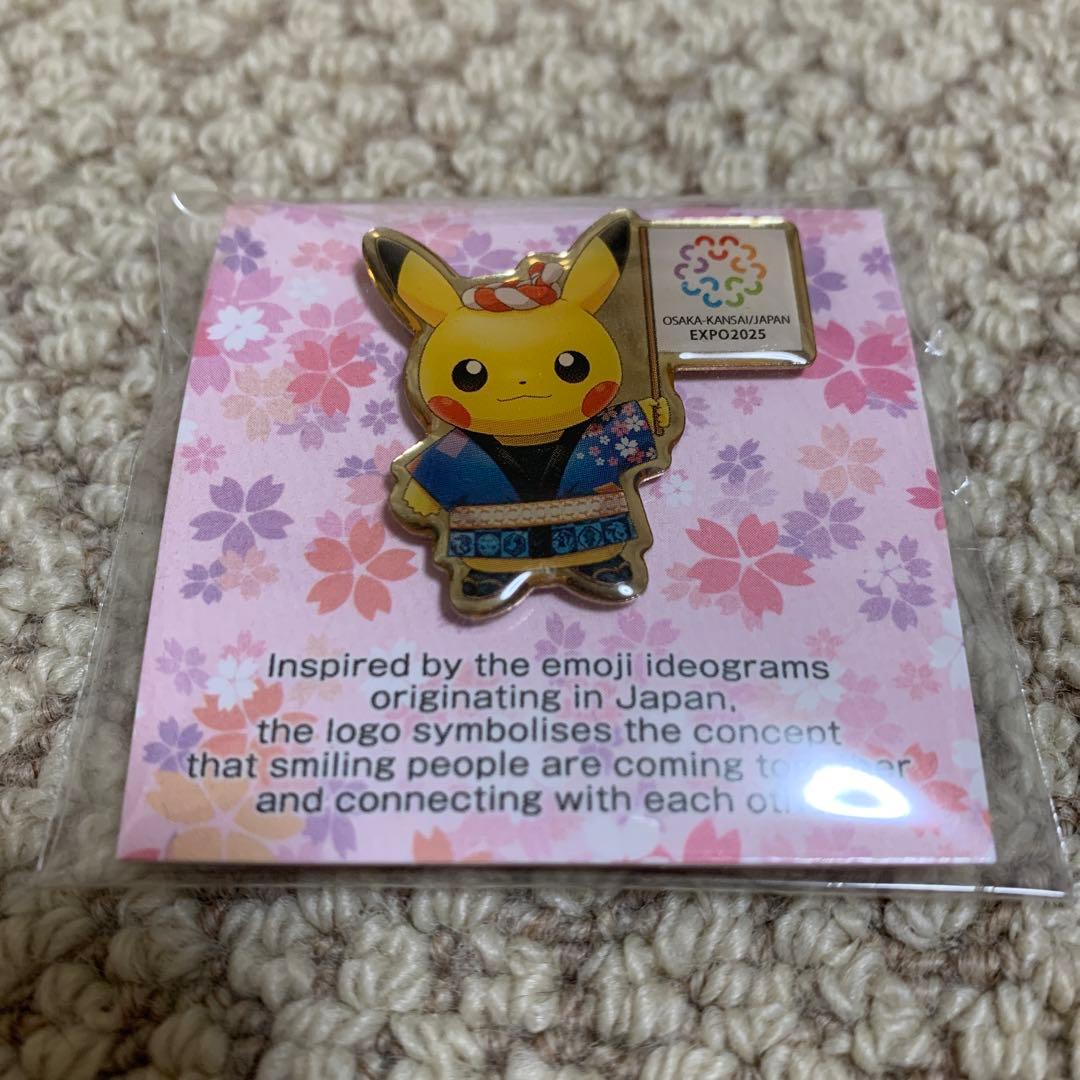 OSAKA-KANSAI/JAPAN
EXPO2025
Inspired by the emoji ideograms
originating in Japan,
the logo symbolises the concept
that smiling people are coming together
and connecting with each